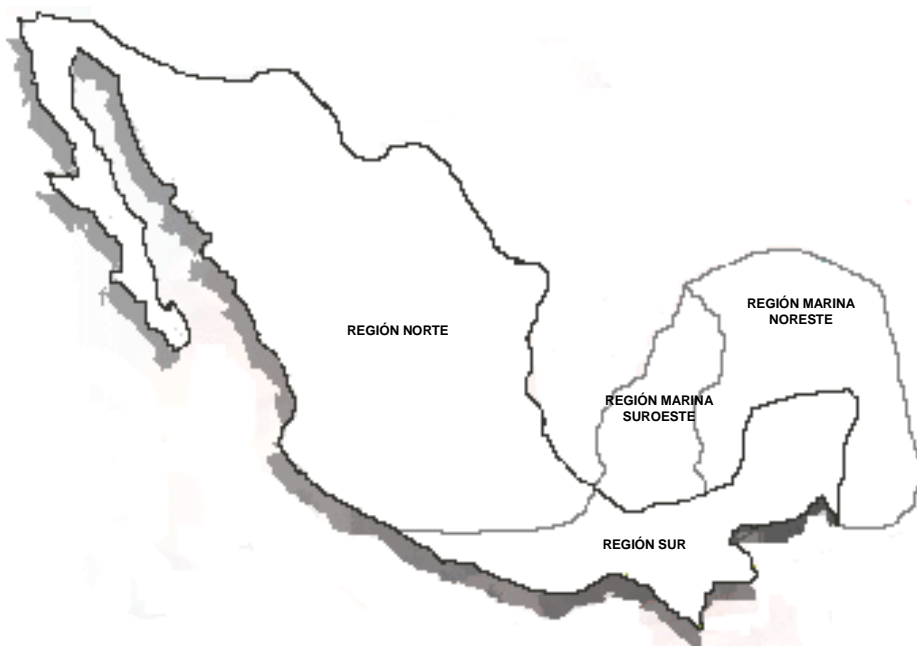 REGIÓN MARINA
NORESTE
REGIÓN NORTE
REGIÓN MARINA
SUROESTE
REGIÓN SUR